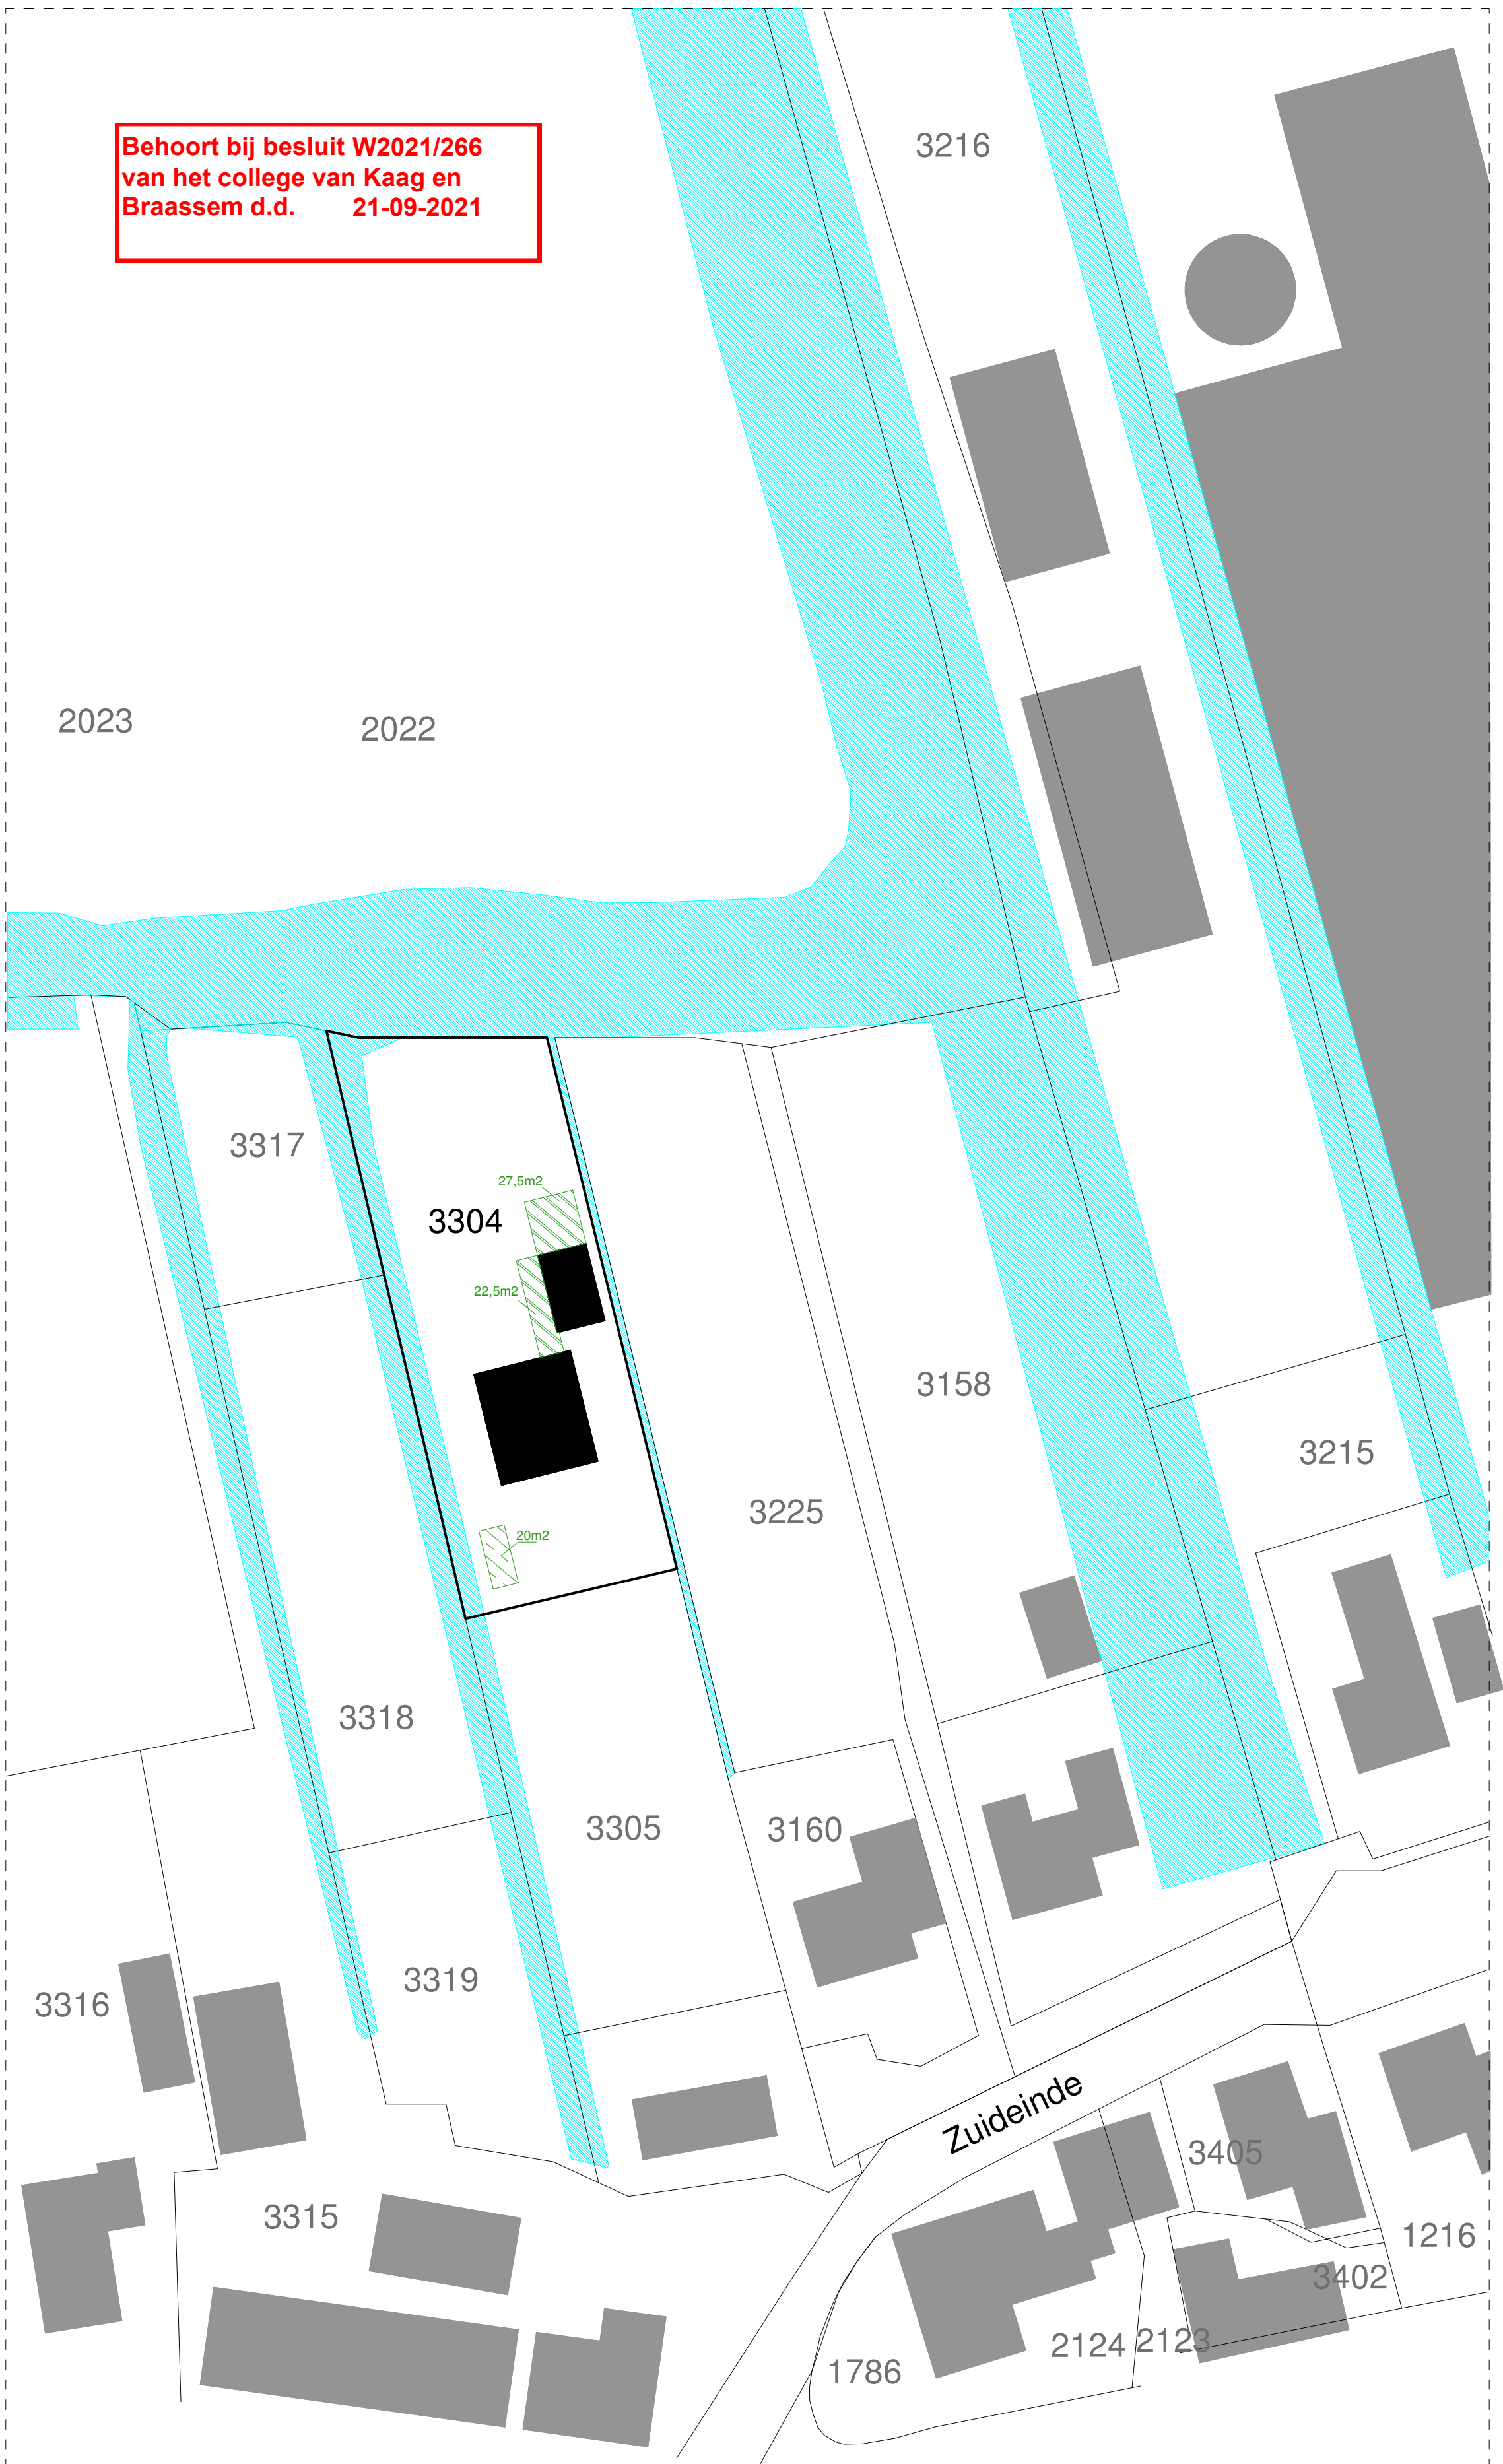 Behoort bij besluit W2021/266
van het college van Kaag en
Braassem d.d. 21-09-2021
3216
2023
2022
3317
27,5m2
3304
22,5m2
3158
3215
3225
20m2
3318
3305
3160
3319
3316
Zuideinde
3405
3315
1216
3402
2124
2123
1786